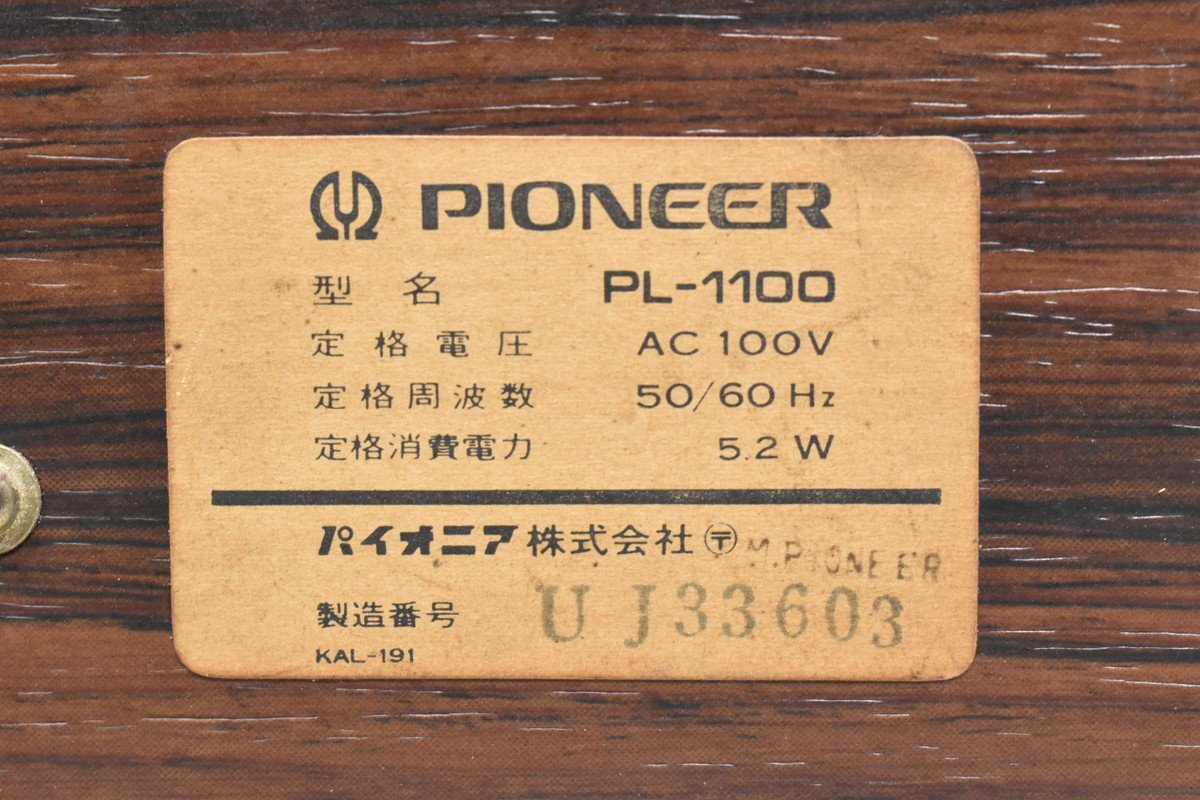 PIONEER
型名 PL-1100
定格電圧 AC 100V
定格周波数 50/60 Hz
定格消費電力 5.2 W
パイオニア株式会社 〶
M.PIONEER
製造番号 UJ33603
KAL-191